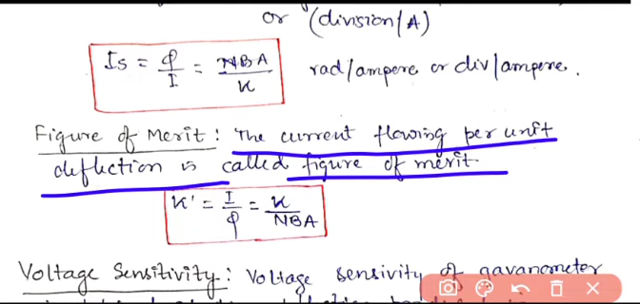 or (division/A)
Is = φ/I = NBA/K rad/ampere or div/ampere.
Figure of Merit: The current flowing per unit
deflection is called figure of merit.
K' = I/φ = K/NBA
Voltage Sensitivity: Voltage sensivity of gavanometer